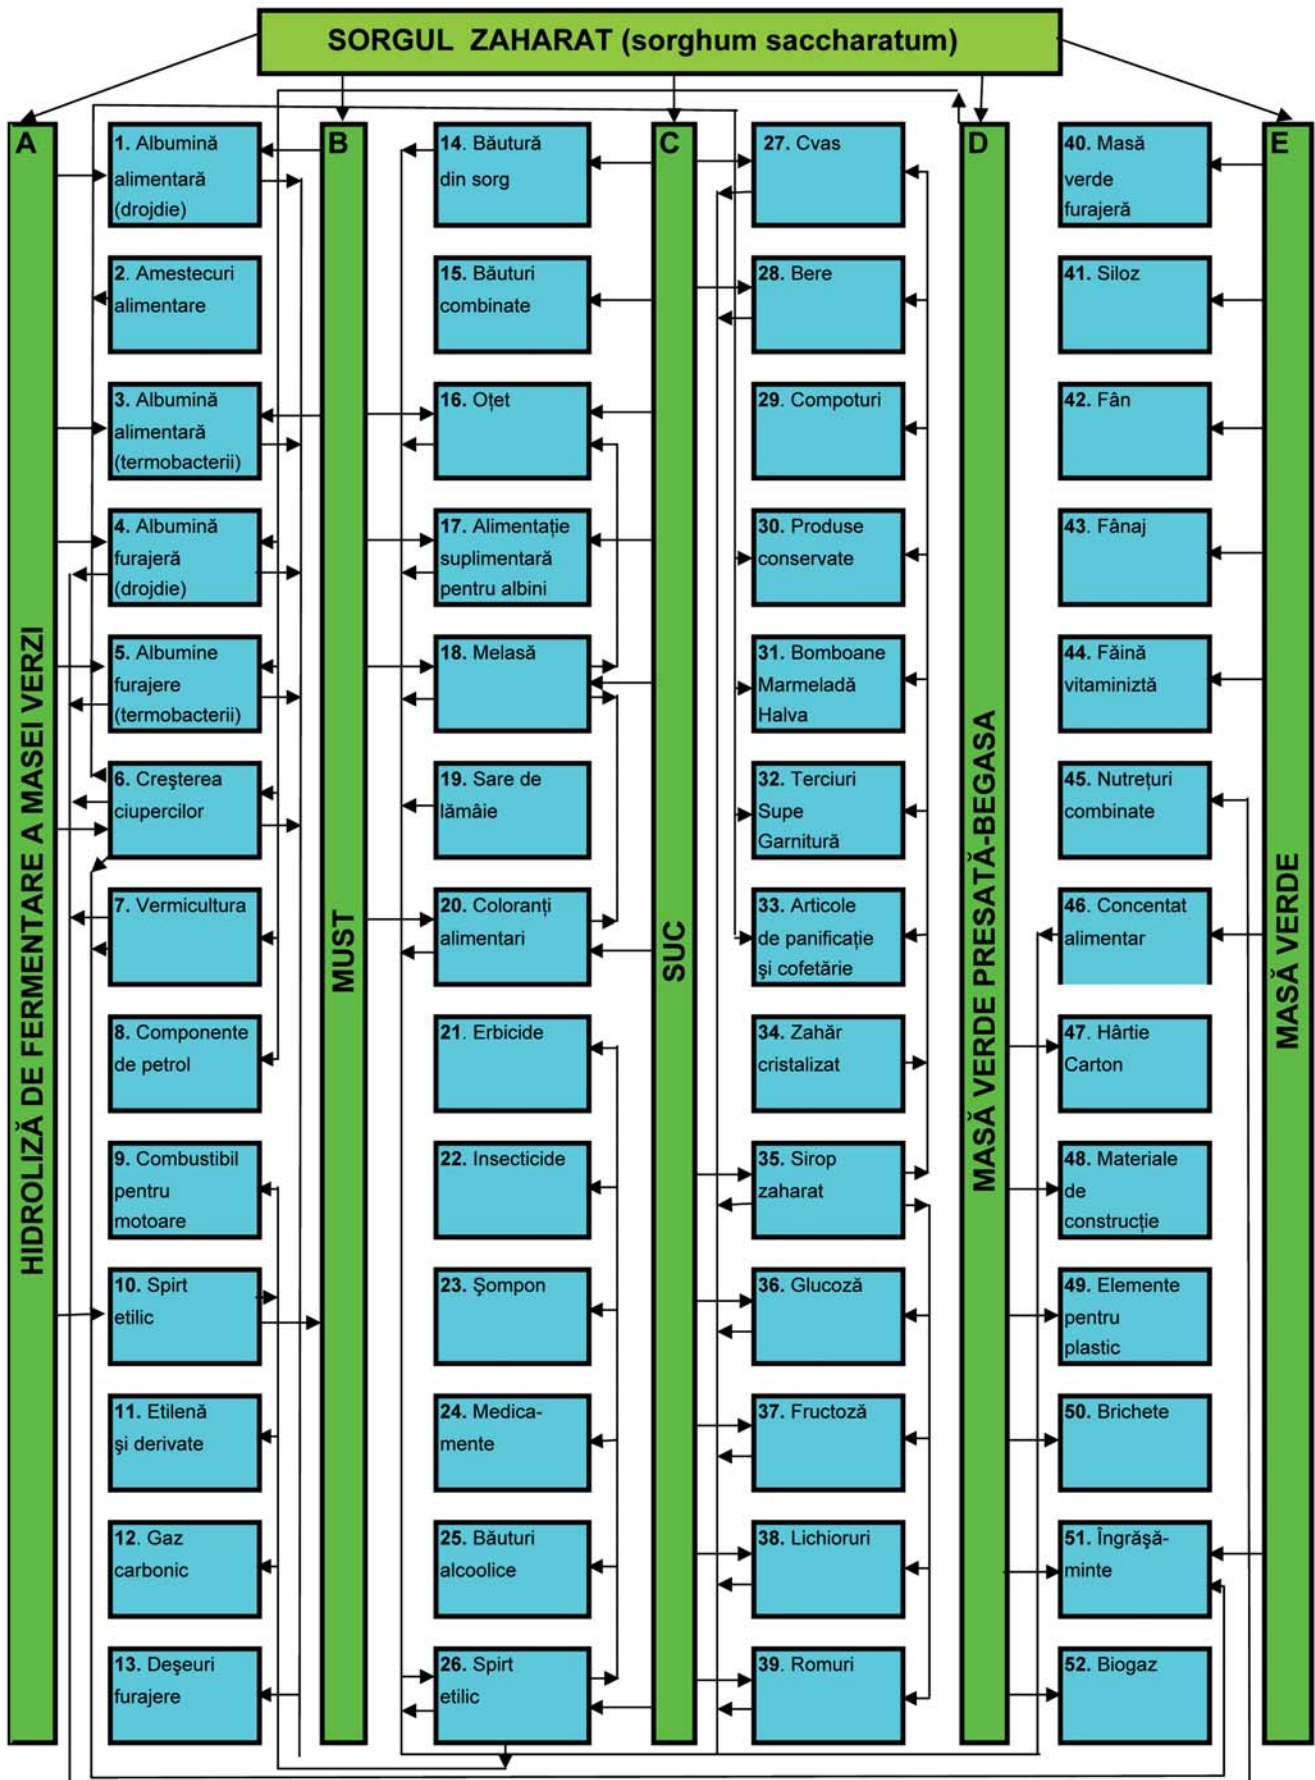 SORGUL ZAHARAT (sorghum saccharatum)
A
HIDROLIZĂ DE FERMENTARE A MASEI VERZI
1. Albumină
alimentară
(drojdie)
2. Amestecuri
alimentare
3. Albumină
alimentară
(termobacterii)
4. Albumină
furajeră
(drojdie)
5. Albumine
furajere
(termobacterii)
6. Creşterea
ciupercilor
7. Vermicultura
8. Componente
de petrol
9. Combustibil
pentru
motoare
10. Spirt
etilic
11. Etilenă
şi derivate
12. Gaz
carbonic
13. Deşeuri
furajere
B
MUST
14. Băutură
din sorg
15. Băuturi
combinate
16. Oțet
17. Alimentație
suplimentară
pentru albini
18. Melasă
19. Sare de
lămâie
20. Coloranți
alimentari
21. Erbicide
22. Insecticide
23. Şompon
24. Medica-
mente
25. Băuturi
alcoolice
26. Spirt
etilic
C
SUC
27. Cvas
28. Bere
29. Compoturi
30. Produse
conservate
31. Bomboane
Marmeladă
Halva
32. Terciuri
Supe
Garnitură
33. Articole
de panificație
şi cofetărie
34. Zahăr
cristalizat
35. Sirop
zaharat
36. Glucoză
37. Fructoză
38. Lichioruri
39. Romuri
D
MASĂ VERDE PRESATĂ-BEGASA
40. Masă
verde
furajeră
41. Siloz
42. Fân
43. Fânaj
44. Făină
vitaminiztă
45. Nutrețuri
combinate
46. Concentat
alimentar
47. Hârtie
Carton
48. Materiale
de
construcție
49. Elemente
pentru
plastic
50. Brichete
51. Îngrăşă-
minte
52. Biogaz
E
MASĂ VERDE